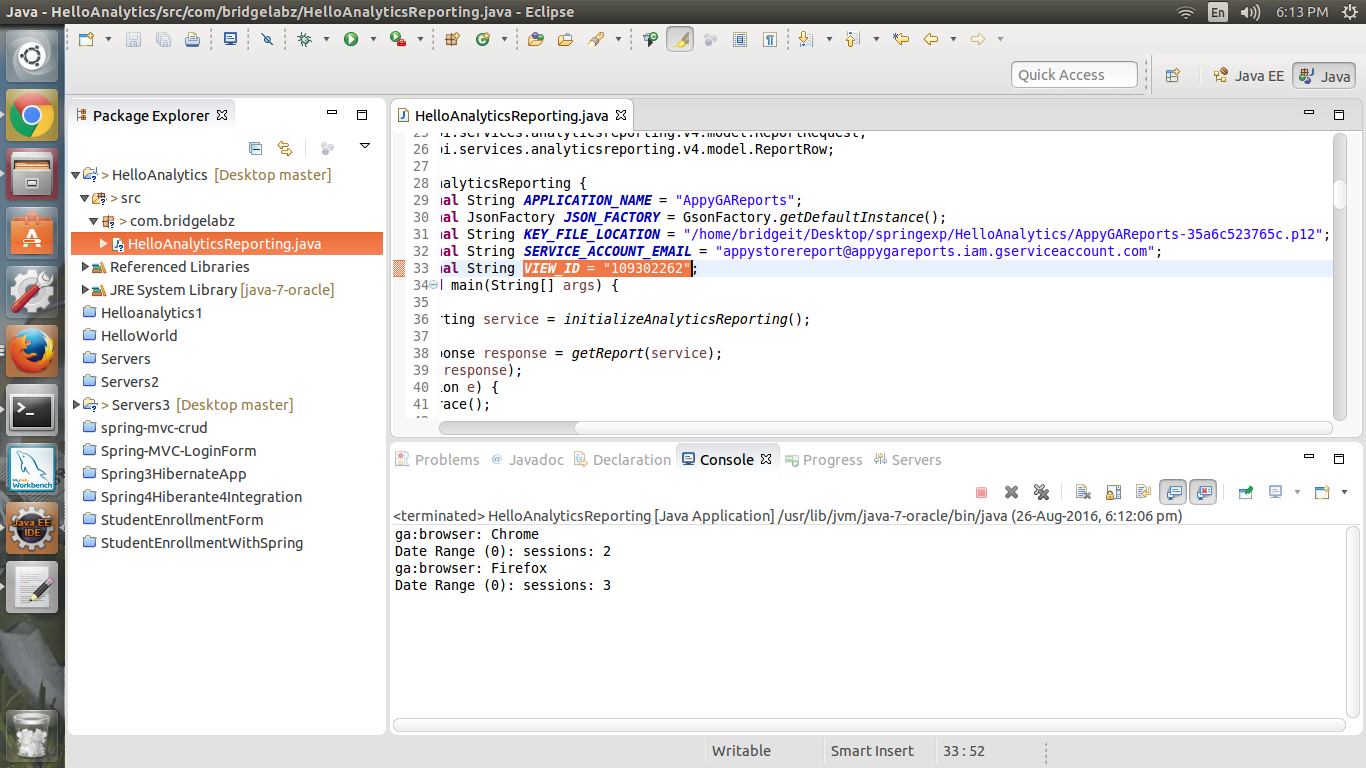 Java - HelloAnalytics/src/com/bridgelabz/HelloAnalyticsReporting.java - Eclipse
En
6:13 PM
Quick Access
Java EE
Java
Package Explorer
> HelloAnalytics [Desktop master]
> src
> com.bridgelabz
HelloAnalyticsReporting.java
Referenced Libraries
JRE System Library [java-7-oracle]
Helloanalytics1
HelloWorld
Servers
Servers2
> Servers3 [Desktop master]
spring-mvc-crud
Spring-MVC-LoginForm
Spring3HibernateApp
Spring4Hiberante4Integration
StudentEnrollmentForm
StudentEnrollmentWithSpring
MySQL Workbench
Java EE IDE
HelloAnalyticsReporting.java
25 pi.services.analyticsreporting.v4.model.ReportRequest;
26 pi.services.analyticsreporting.v4.model.ReportRow;
27
28 nalyticsReporting {
29 nal String APPLICATION_NAME = "AppyGAReports";
30 nal JsonFactory JSON_FACTORY = GsonFactory.getDefaultInstance();
31 nal String KEY_FILE_LOCATION = "/home/bridgeit/Desktop/springexp/HelloAnalytics/AppyGAReports-35a6c523765c.p12";
32 nal String SERVICE_ACCOUNT_EMAIL = "appystorereport@appygareports.iam.gserviceaccount.com";
33 nal String VIEW_ID = "109302262";
34 d main(String[] args) {
35
36 rting service = initializeAnalyticsReporting();
37
38 ponse response = getReport(service);
39 response);
40 ion e) {
41 race();
Problems
@ Javadoc
Declaration
Console
Progress
Servers
<terminated> HelloAnalyticsReporting [Java Application] /usr/lib/jvm/java-7-oracle/bin/java (26-Aug-2016, 6:12:06 pm)
ga:browser: Chrome
Date Range (0): sessions: 2
ga:browser: Firefox
Date Range (0): sessions: 3
Writable
Smart Insert
33 : 52